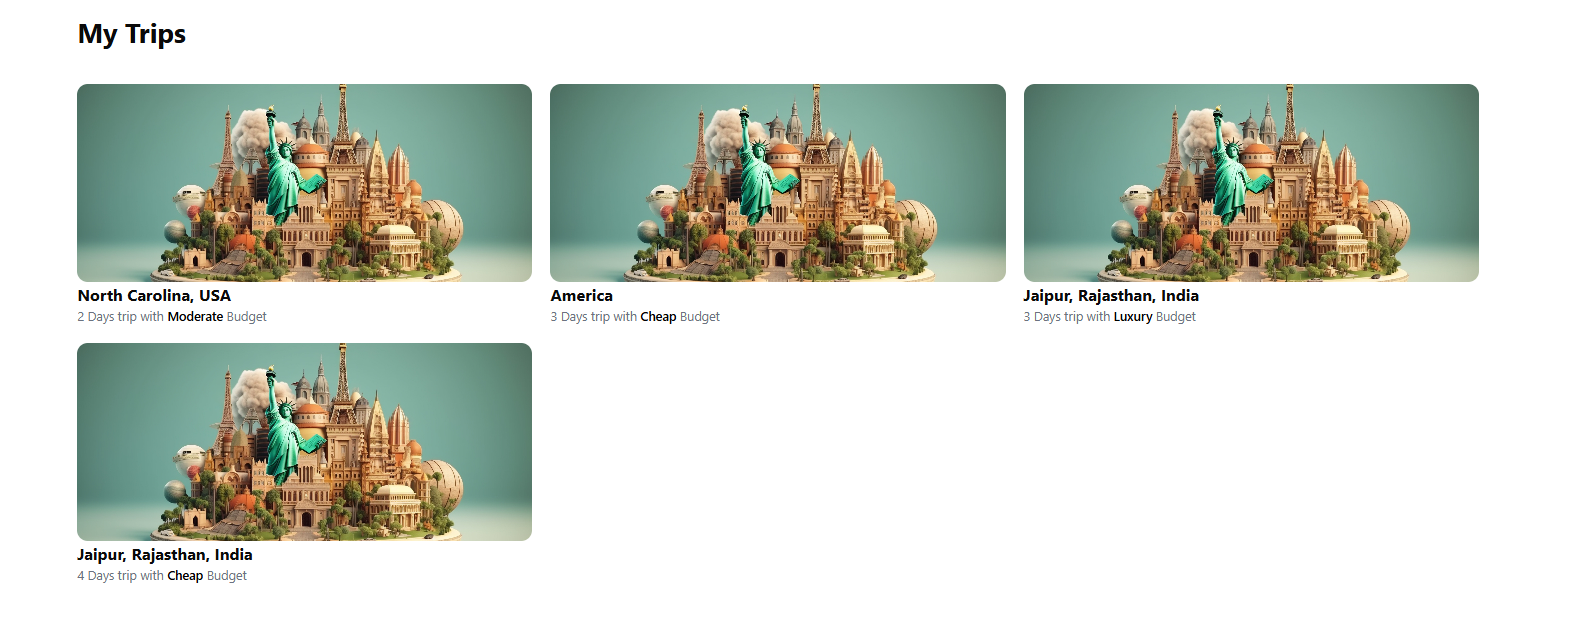 My Trips
North Carolina, USA
2 Days trip with Moderate Budget
America
3 Days trip with Cheap Budget
Jaipur, Rajasthan, India
3 Days trip with Luxury Budget
Jaipur, Rajasthan, India
4 Days trip with Cheap Budget